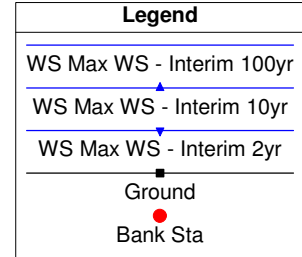 Legend
WS Max WS - Interim 100yr
WS Max WS - Interim 10yr
WS Max WS - Interim 2yr
Ground
Bank Sta